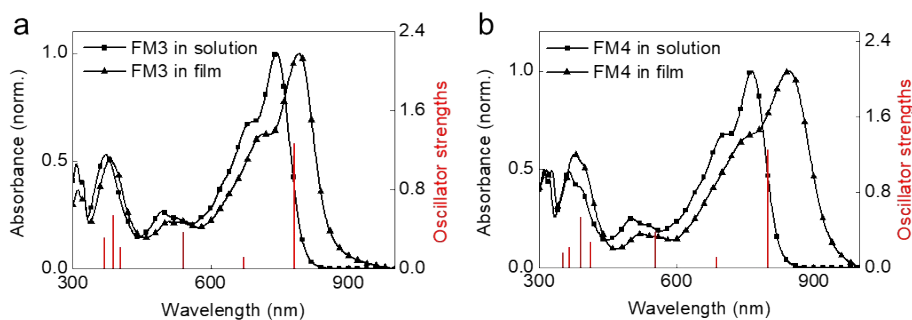 a
FM3 in solution
FM3 in film
Absorbance (norm.)
1.0
0.5
0.0
300
600
900
Wavelength (nm)
2.4
1.6
0.8
0.0
Oscillator strengths
b
FM4 in solution
FM4 in film
Absorbance (norm.)
1.0
0.5
0.0
300
600
900
Wavelength (nm)
2.4
1.6
0.8
0.0
Oscillator strengths